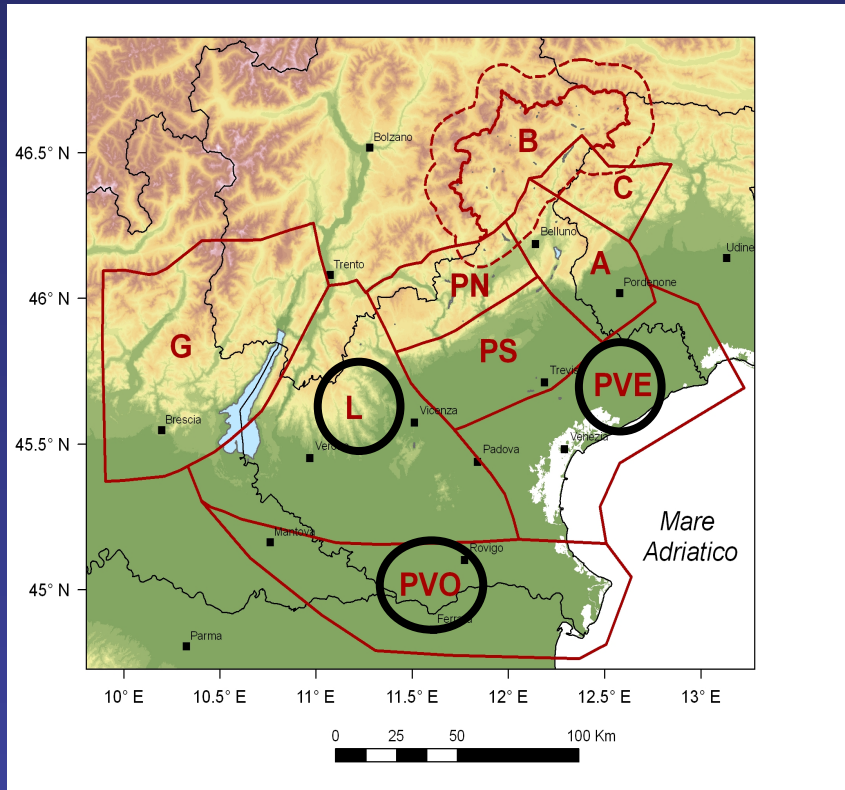 46.5° N
46° N
45.5° N
45° N
Bolzano
B
C
Belluno
Udine
Trento
A
PN
Pordenone
G
PS
Trevis
PVE
L
Brescia
Vicenza
Vero
Padova
Venezia
Mare
Adriatico
Mantova
Rovigo
PVO
Ferrara
Parma
10° E
10.5° E
11° E
11.5° E
12° E
12.5° E
13° E
0
25
50
100 Km